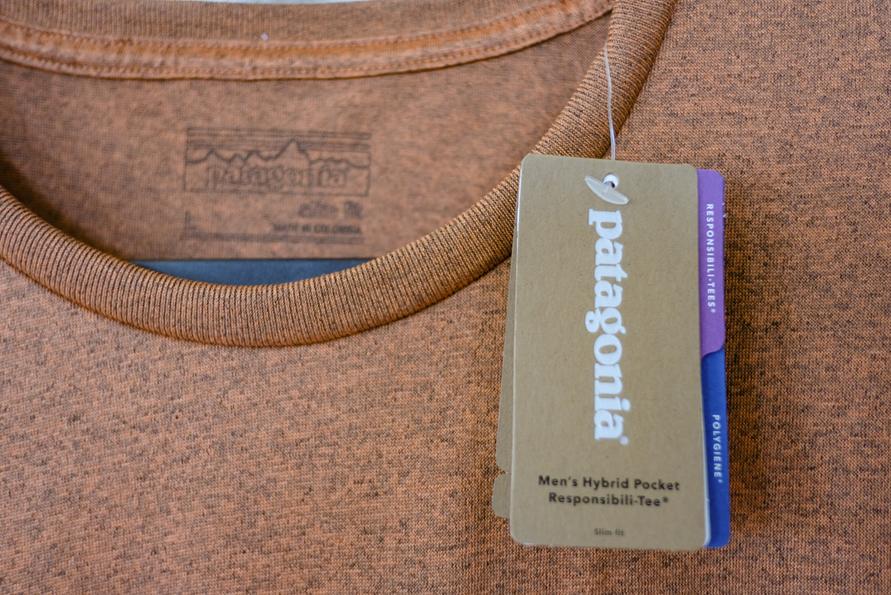 patagonia
slim fit
L
MADE IN COLOMBIA
patagonia®
Men's Hybrid Pocket
Responsibili-Tee®
Slim fit
RESPONSIBILI-TEES®
POLYGIENE®